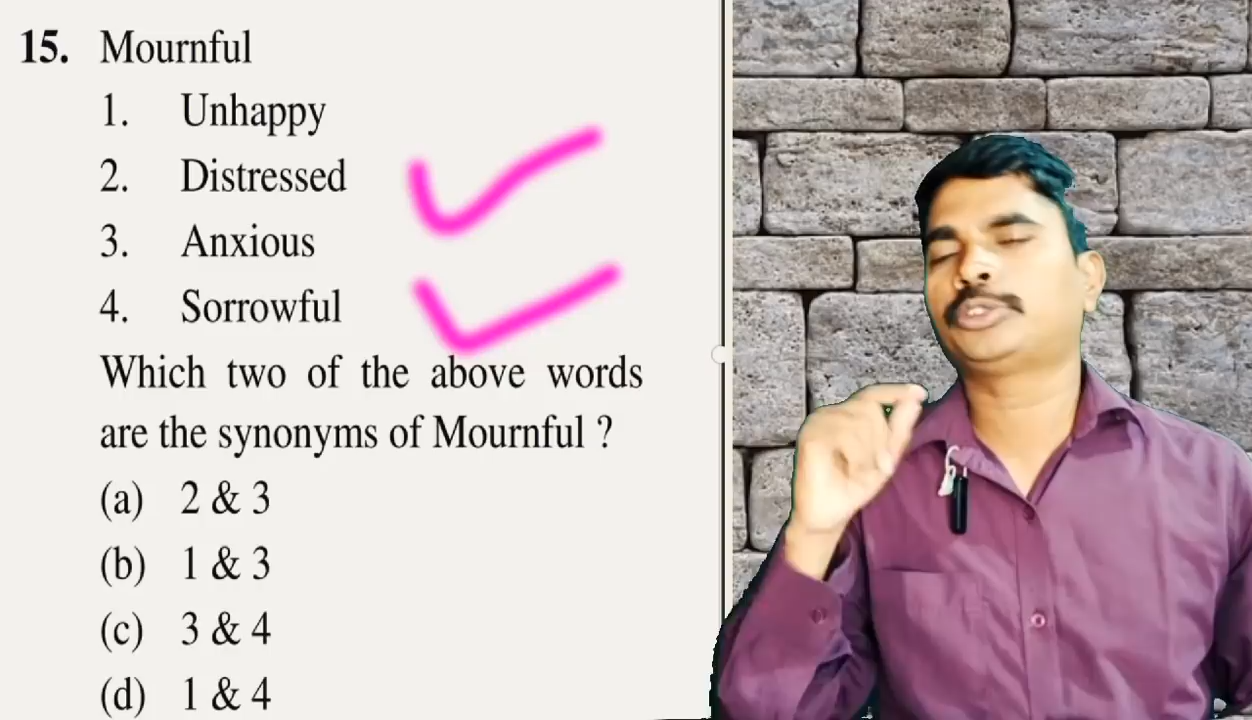 15. Mournful
1. Unhappy
2. Distressed
3. Anxious
4. Sorrowful
Which two of the above words
are the synonyms of Mournful ?
(a) 2 & 3
(b) 1 & 3
(c) 3 & 4
(d) 1 & 4